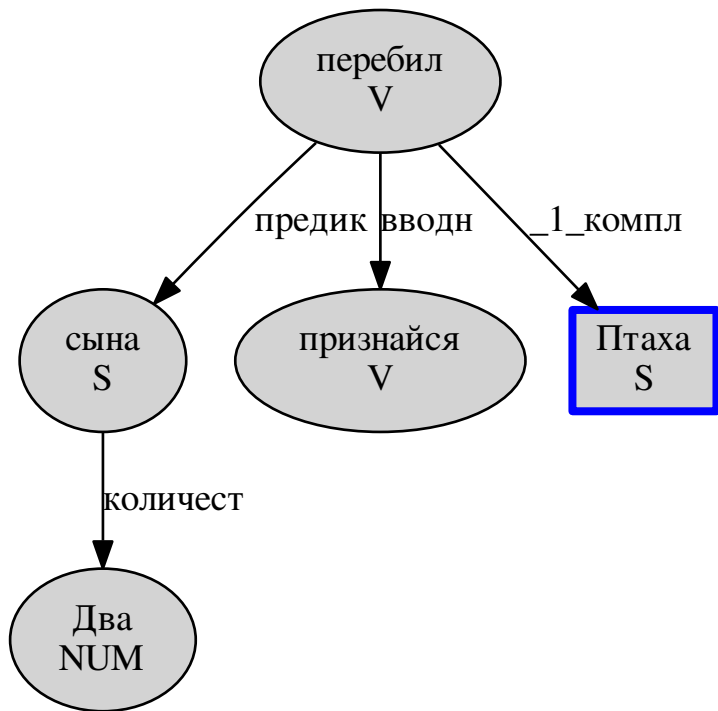 перебил
V
предик
вводн
_1_компл
сына
S
признайся
V
Птаха
S
количест
Два
NUM